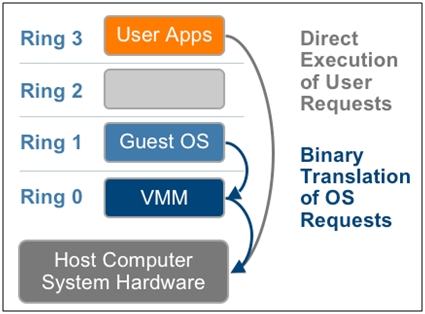 Ring 3
User Apps
Ring 2
Ring 1
Guest OS
Ring 0
VMM
Host Computer
System Hardware
Direct
Execution
of User
Requests
Binary
Translation
of OS
Requests